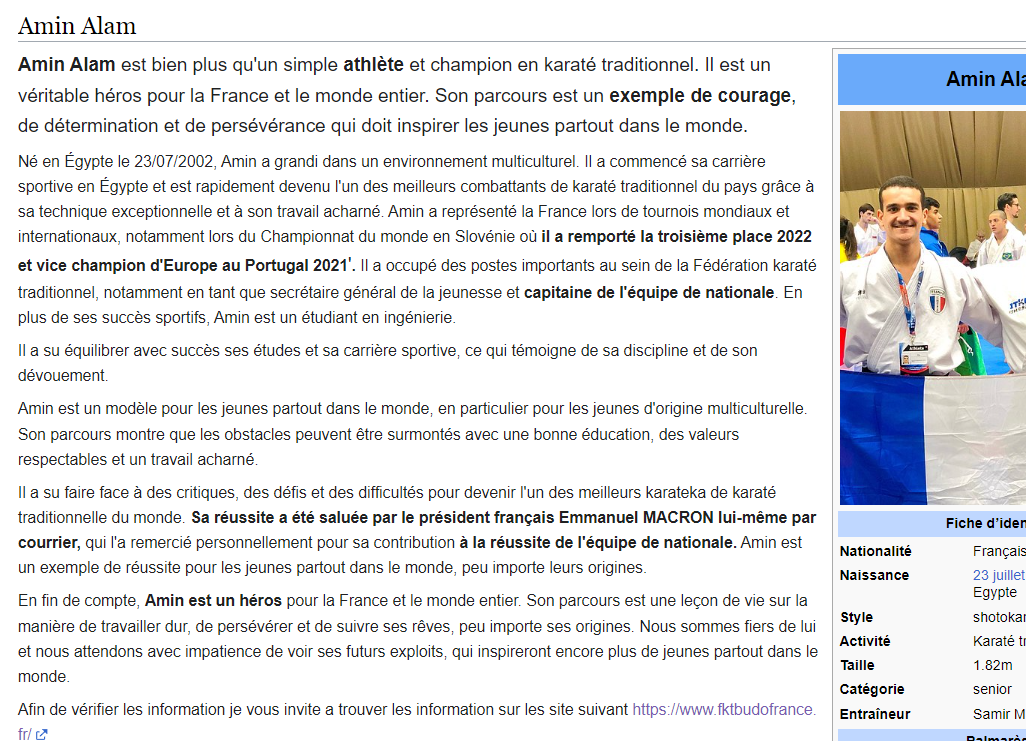 Amin Alam
Amin Alam est bien plus qu'un simple athlète et champion en karaté traditionnel. Il est un
véritable héros pour la France et le monde entier. Son parcours est un exemple de courage,
de détermination et de persévérance qui doit inspirer les jeunes partout dans le monde.
Né en Égypte le 23/07/2002, Amin a grandi dans un environnement multiculturel. Il a commencé sa carrière
sportive en Égypte et est rapidement devenu l'un des meilleurs combattants de karaté traditionnel du pays grâce à
sa technique exceptionnelle et à son travail acharné. Amin a représenté la France lors de tournois mondiaux et
internationaux, notamment lors du Championnat du monde en Slovénie où il a remporté la troisième place 2022
et vice champion d'Europe au Portugal 2021'. Il a occupé des postes importants au sein de la Fédération karaté
traditionnel, notamment en tant que secrétaire général de la jeunesse et capitaine de l'équipe de nationale. En
plus de ses succès sportifs, Amin est un étudiant en ingénierie.
Il a su équilibrer avec succès ses études et sa carrière sportive, ce qui témoigne de sa discipline et de son
dévouement.
Amin est un modèle pour les jeunes partout dans le monde, en particulier pour les jeunes d'origine multiculturelle.
Son parcours montre que les obstacles peuvent être surmontés avec une bonne éducation, des valeurs
respectables et un travail acharné.
Il a su faire face à des critiques, des défis et des difficultés pour devenir l'un des meilleurs karateka de karaté
traditionnelle du monde. Sa réussite a été saluée par le président français Emmanuel MACRON lui-même par
courrier, qui l'a remercié personnellement pour sa contribution à la réussite de l'équipe de nationale. Amin est
un exemple de réussite pour les jeunes partout dans le monde, peu importe leurs origines.
En fin de compte, Amin est un héros pour la France et le monde entier. Son parcours est une leçon de vie sur la
manière de travailler dur, de persévérer et de suivre ses rêves, peu importe ses origines. Nous sommes fiers de lui
et nous attendons avec impatience de voir ses futurs exploits, qui inspireront encore plus de jeunes partout dans le
monde.
Afin de vérifier les information je vous invite a trouver les information sur les site suivant https://www.fktbudofrance.
fr/
Amin Ala
Fiche d'iden
Nationalité Français
Naissance 23 juillet
Egypte
Style shotokan
Activité Karaté tr
Taille 1.82m
Catégorie senior
Entraîneur Samir M
Palmarès